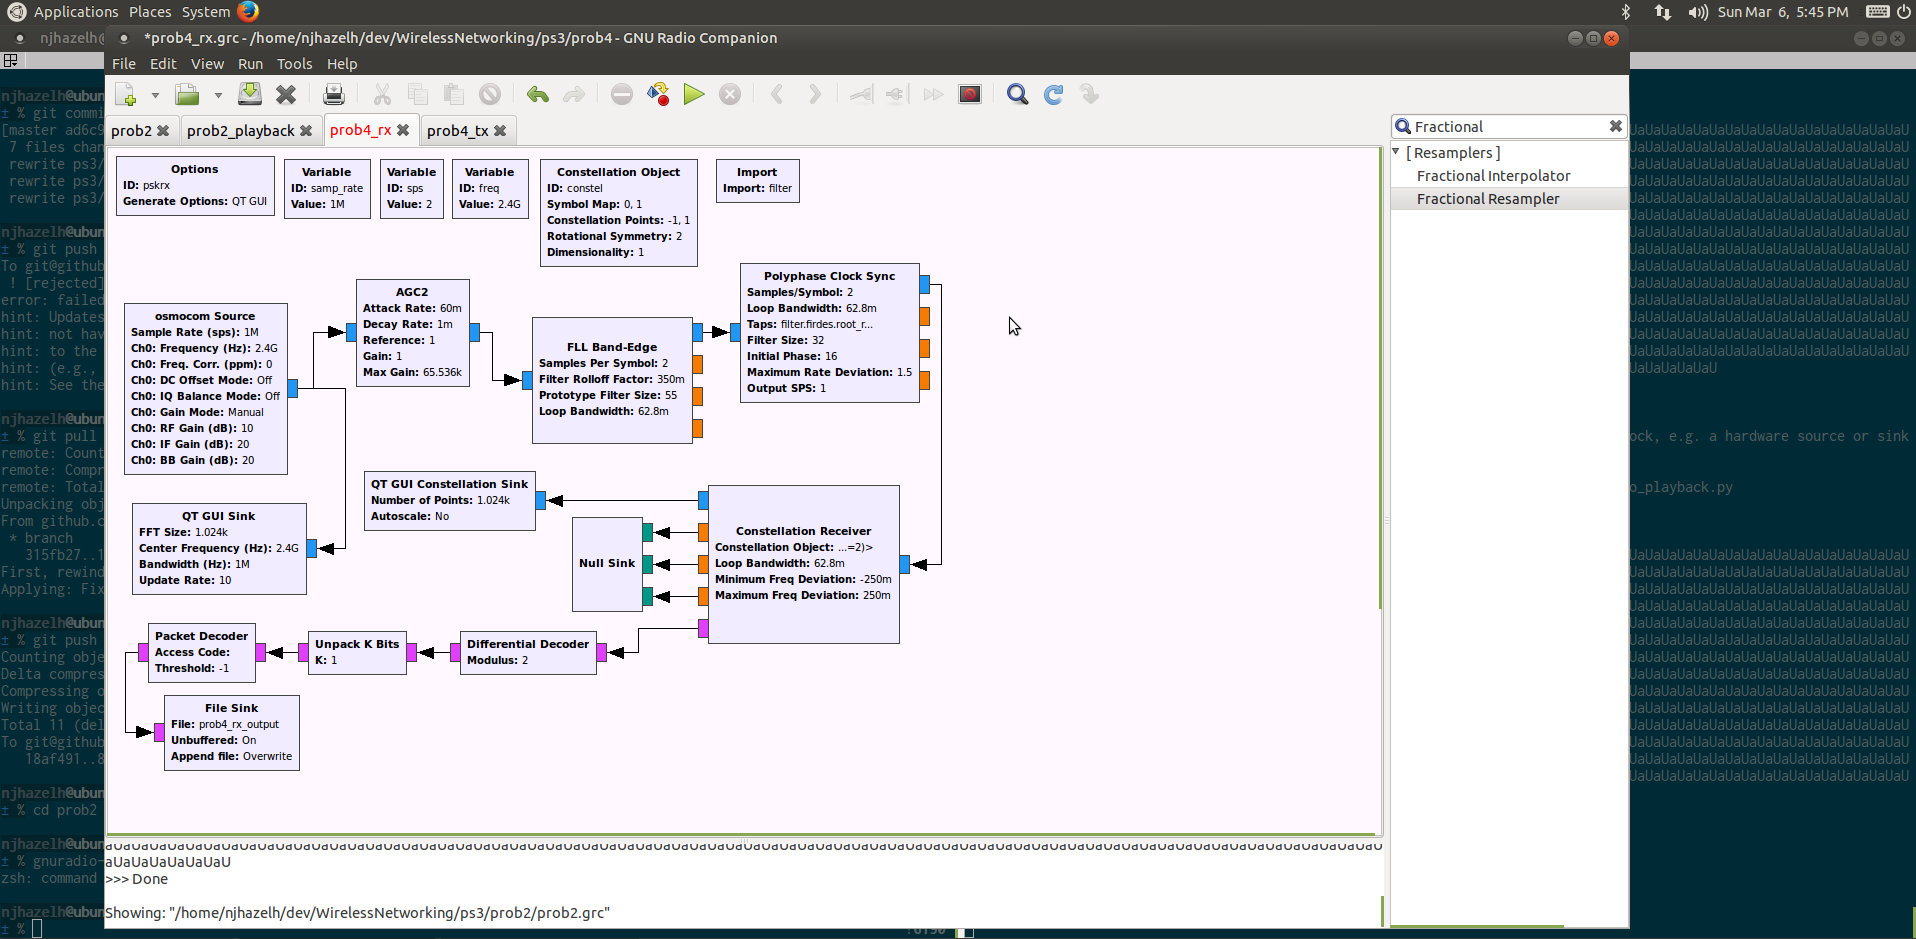 Applications Places System
Sun Mar 6, 5:45 PM
njhazelh@
*prob4_rx.grc - /home/njhazelh/dev/WirelessNetworking/ps3/prob4 - GNU Radio Companion
File Edit View Run Tools Help
prob2 prob2_playback prob4_rx prob4_tx
Fractional
[ Resamplers ]
Fractional Interpolator
Fractional Resampler
Options
ID: pskrx
Generate Options: QT GUI
Variable
ID: samp_rate
Value: 1M
Variable
ID: sps
Value: 2
Variable
ID: freq
Value: 2.4G
Constellation Object
ID: constel
Symbol Map: 0, 1
Constellation Points: -1, 1
Rotational Symmetry: 2
Dimensionality: 1
Import
Import: filter
osmocom Source
Sample Rate (sps): 1M
Ch0: Frequency (Hz): 2.4G
Ch0: Freq. Corr. (ppm): 0
Ch0: DC Offset Mode: Off
Ch0: IQ Balance Mode: Off
Ch0: Gain Mode: Manual
Ch0: RF Gain (dB): 10
Ch0: IF Gain (dB): 20
Ch0: BB Gain (dB): 20
AGC2
Attack Rate: 60m
Decay Rate: 1m
Reference: 1
Gain: 1
Max Gain: 65.536k
FLL Band-Edge
Samples Per Symbol: 2
Filter Rolloff Factor: 350m
Prototype Filter Size: 55
Loop Bandwidth: 62.8m
Polyphase Clock Sync
Samples/Symbol: 2
Loop Bandwidth: 62.8m
Taps: filter.firdes.root_r...
Filter Size: 32
Initial Phase: 16
Maximum Rate Deviation: 1.5
Output SPS: 1
QT GUI Sink
FFT Size: 1.024k
Center Frequency (Hz): 2.4G
Bandwidth (Hz): 1M
Update Rate: 10
QT GUI Constellation Sink
Number of Points: 1.024k
Autoscale: No
Null Sink
Constellation Receiver
Constellation Object: ...=2)>
Loop Bandwidth: 62.8m
Minimum Freq Deviation: -250m
Maximum Freq Deviation: 250m
Packet Decoder
Access Code:
Threshold: -1
Unpack K Bits
K: 1
Differential Decoder
Modulus: 2
File Sink
File: prob4_rx_output
Unbuffered: On
Append file: Overwrite
aUaUaUaUaUaU
>>> Done
Showing: "/home/njhazelh/dev/WirelessNetworking/ps3/prob2/prob2.grc"
njhazelh@ubun
± % git commi
[master ad6c9
7 files chan
rewrite ps3/
rewrite ps3/
rewrite ps3/
njhazelh@ubun
± % git push
To git@github
! [rejected]
error: failed
hint: Updates
hint: not hav
hint: to the
hint: (e.g.,
hint: See the
njhazelh@ubun
± % git pull
remote: Count
remote: Compr
remote: Total
Unpacking obj
From github.c
* branch
315fb27..1
First, rewind
Applying: Fix
njhazelh@ubun
± % git push
Counting obje
Delta compres
Compressing o
Writing objec
Total 11 (del
To git@github
18af491..8
njhazelh@ubun
± % cd prob2
njhazelh@ubun
± % gnuradio-
zsh: command
njhazelh@ubun
± %
ock, e.g. a hardware source or sink
o_playback.py